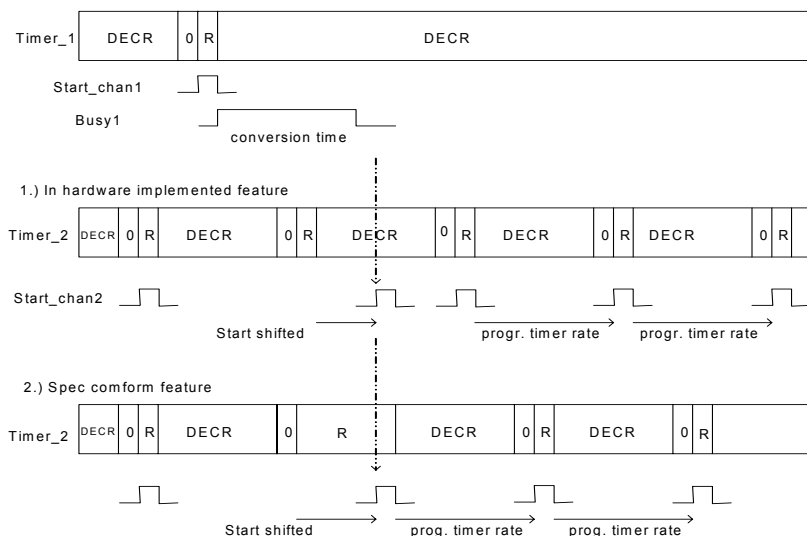 Timer_1 DECR 0 R DECR
Start_chan1
Busy1
conversion time
1.) In hardware implemented feature
Timer_2 DECR 0 R DECR 0 R DECR 0 R DECR 0 R DECR 0 R
Start_chan2
Start shifted progr. timer rate progr. timer rate
2.) Spec comform feature
Timer_2 DECR 0 R DECR 0 R DECR 0 R DECR 0 R
Start shifted prog. timer rate prog. timer rate